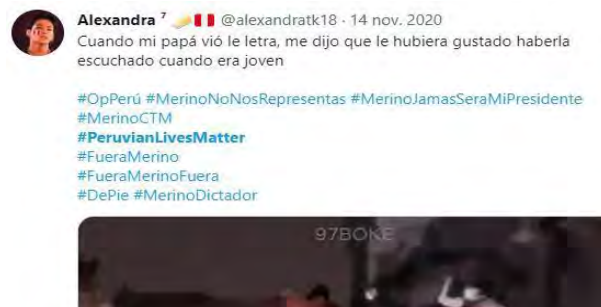 Alexandra ⁷ 🧈🇵🇪 @alexandratk18 · 14 nov. 2020
Cuando mi papá vió le letra, me dijo que le hubiera gustado haberla
escuchado cuando era joven
#OpPerú #MerinoNoNosRepresentas #MerinoJamasSeraMiPresidente
#MerinoCTM
#PeruvianLivesMatter
#FueraMerino
#FueraMerinoFuera
#DePie #MerinoDictador
97BOKE